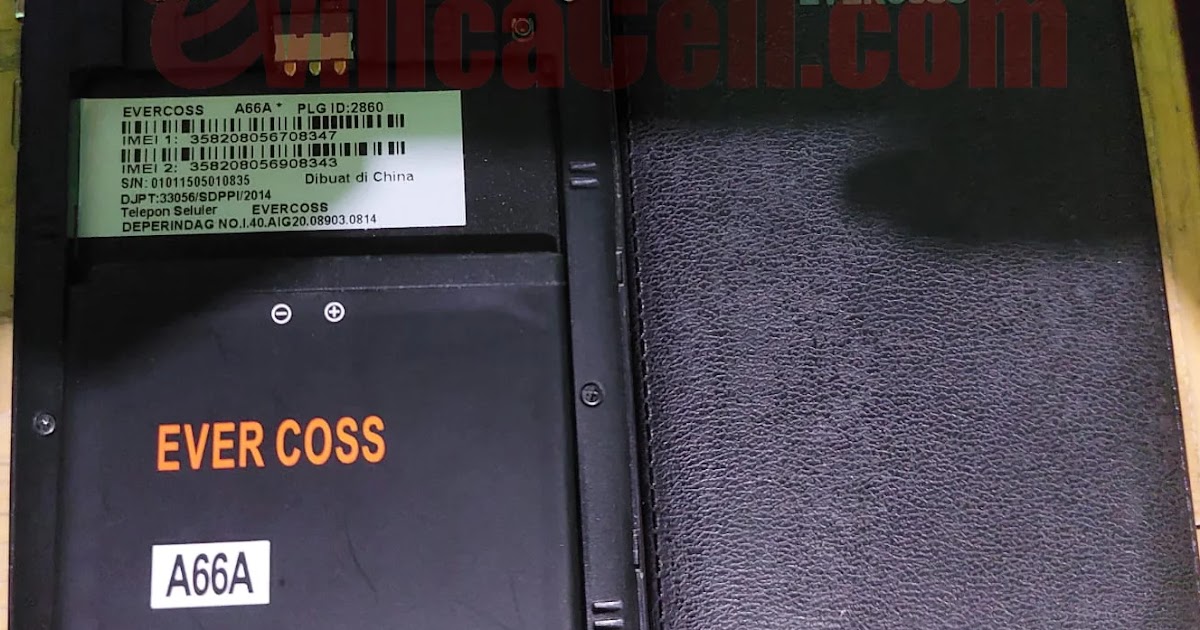 eVilcaCell.com
EVERCOSS
EVERCOSS A66A * PLG ID:2860
IMEI 1: 358208056708347
IMEI 2: 358208056908343
S/N: 01011505010835 Dibuat di China
DJPT:33056/SDPPI/2014
Telepon Seluler EVERCOSS
DEPERINDAG NO.I.40.AIG20.08903.0814
EVER COSS
A66A